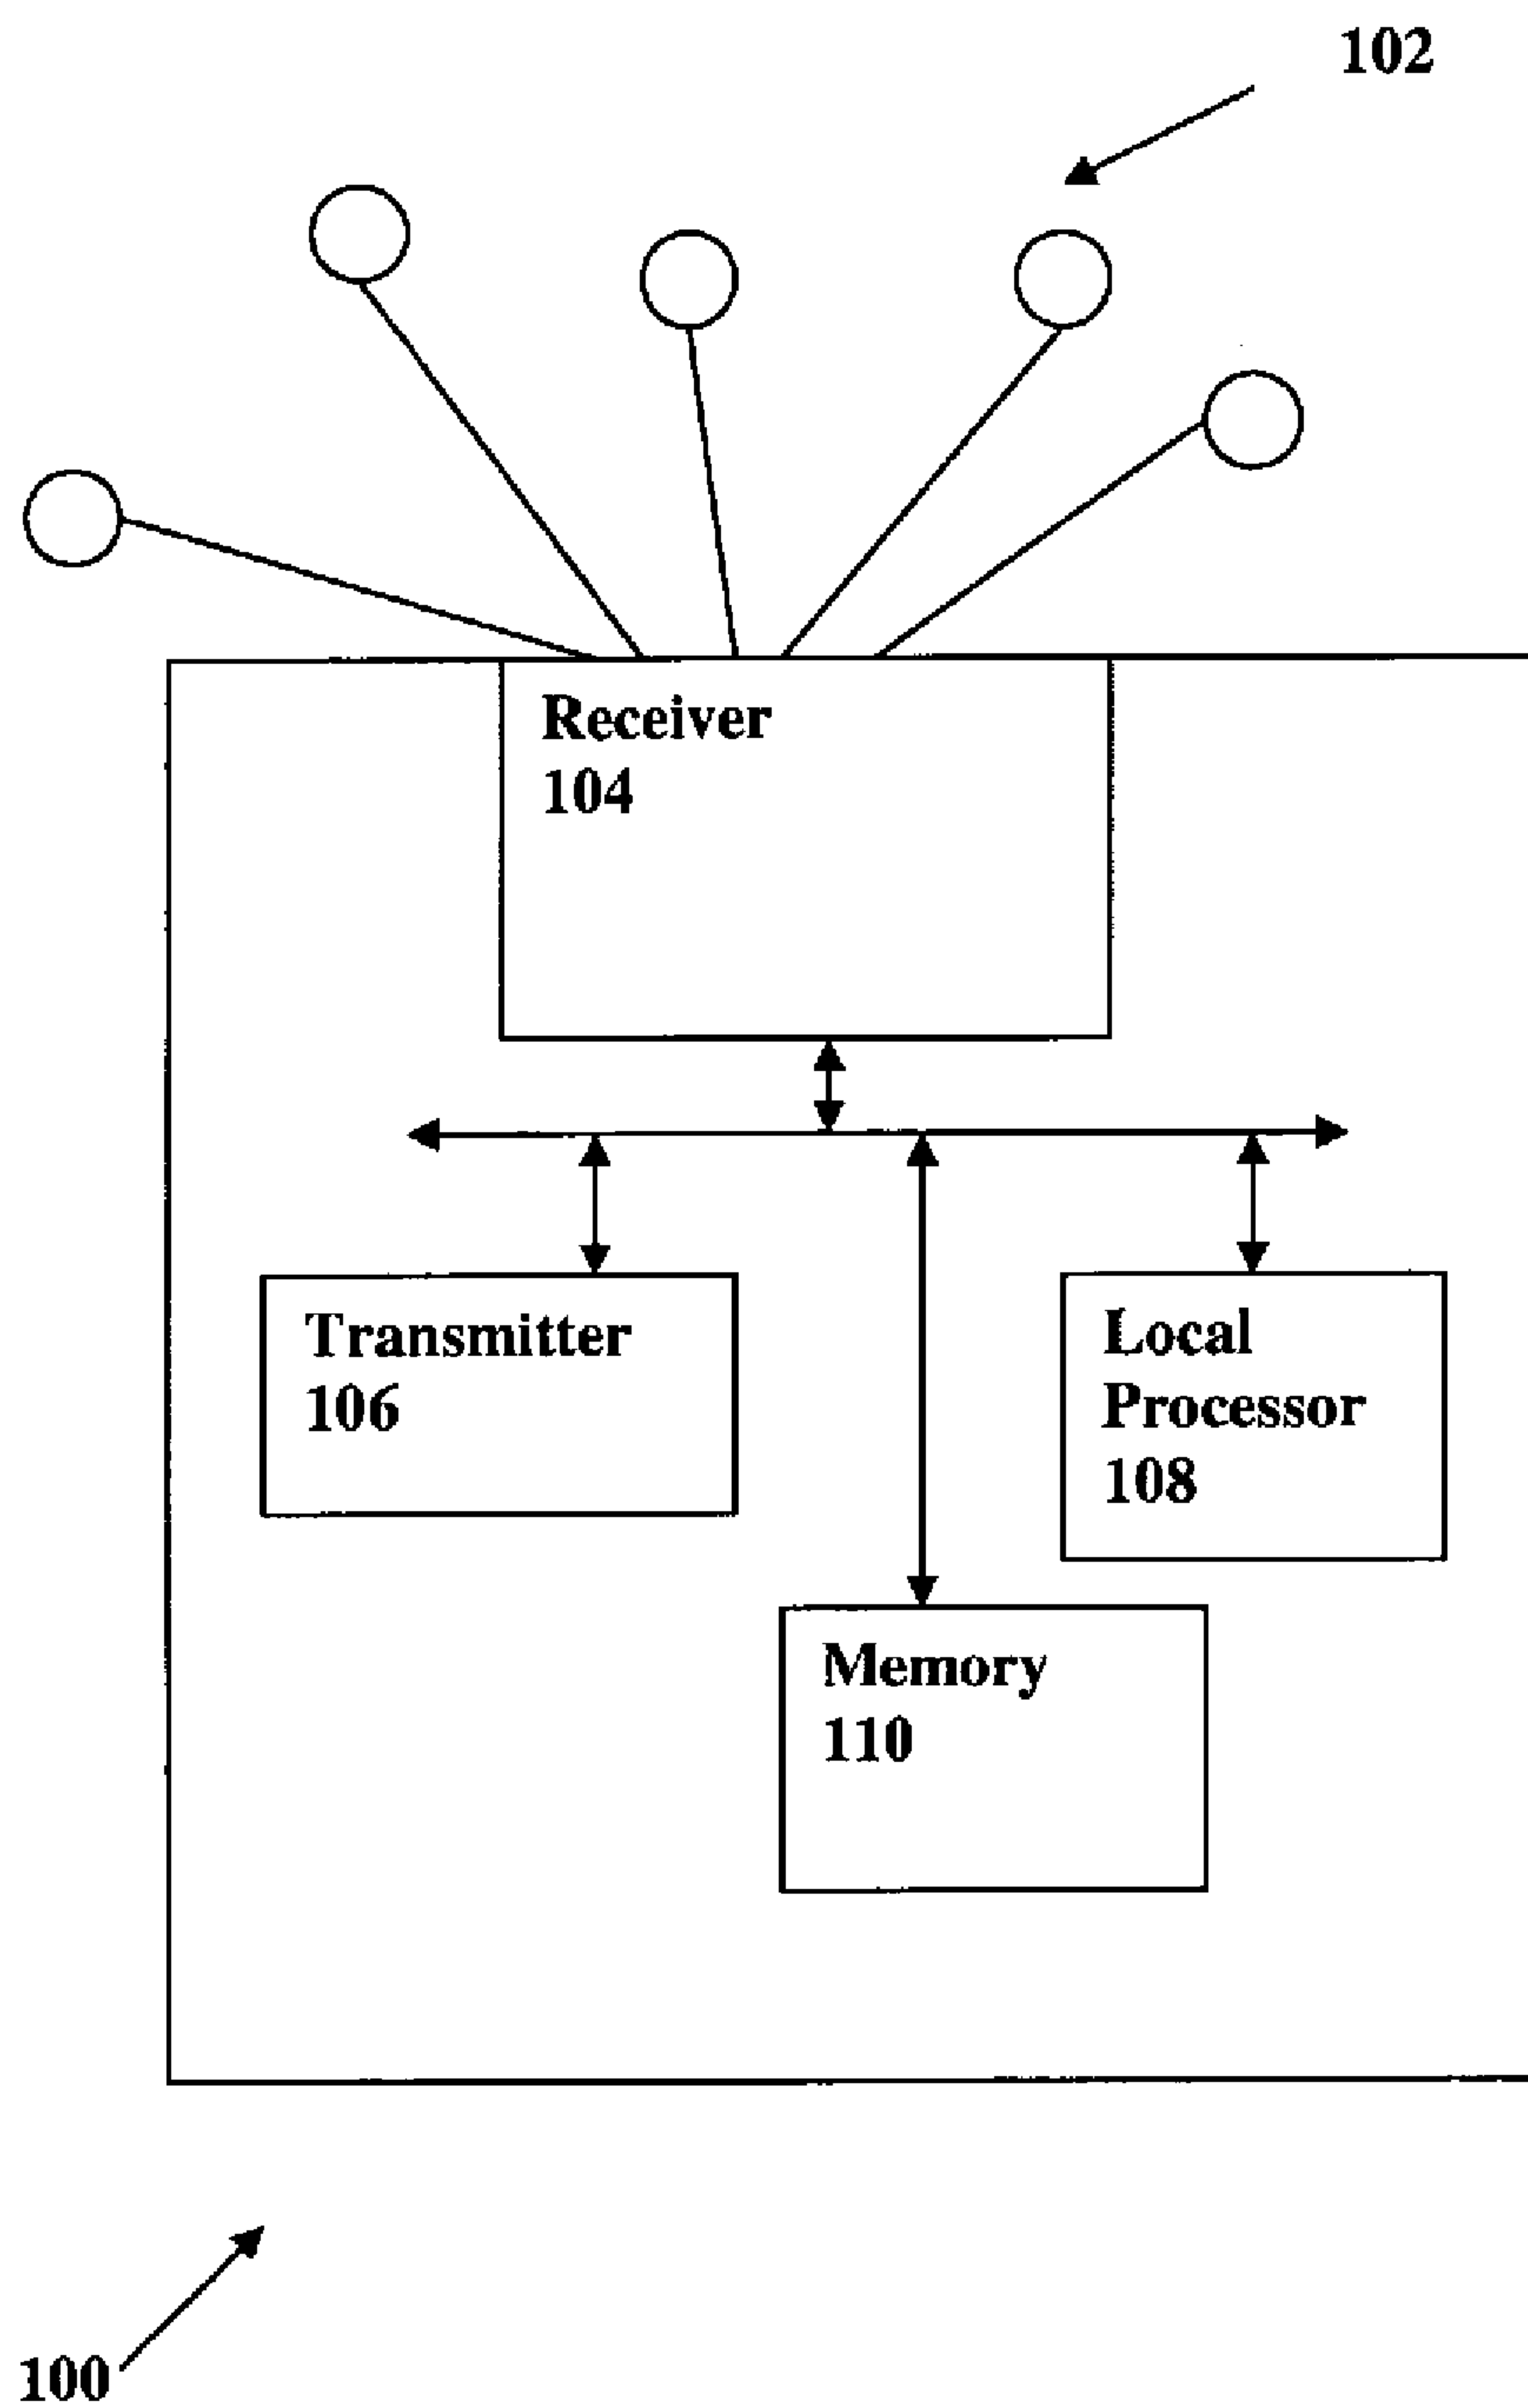 102
Receiver
104
Transmitter
106
Local
Processor
108
Memory
110
100